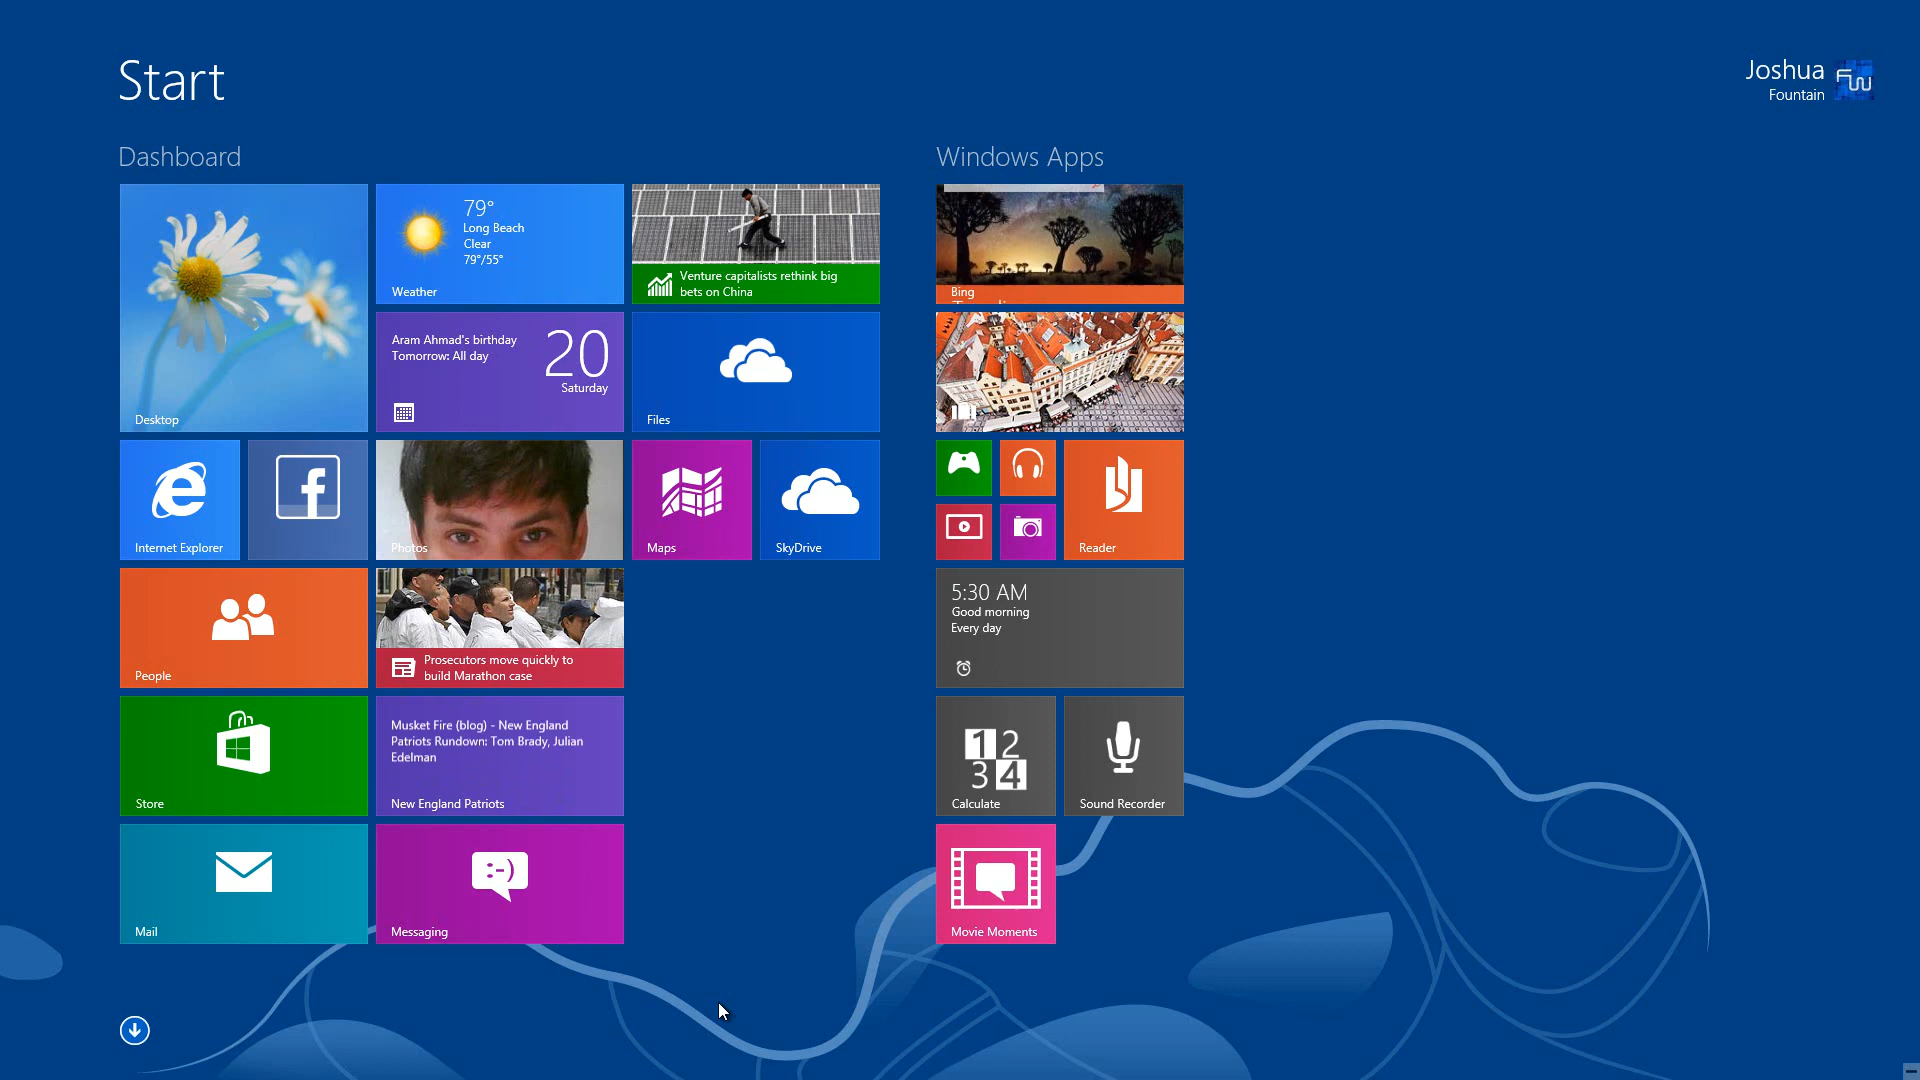 Start
Joshua
Fountain
Dashboard
Windows Apps
Desktop
79°
Long Beach
Clear
79°/55°
Weather
Venture capitalists rethink big
bets on China
Bing
Aram Ahmad's birthday
Tomorrow: All day
20
Saturday
Files
Internet Explorer
Photos
Maps
SkyDrive
Reader
People
Prosecutors move quickly to
build Marathon case
5:30 AM
Good morning
Every day
Store
Musket Fire (blog) - New England
Patriots Rundown: Tom Brady, Julian
Edelman
New England Patriots
1 2
3 4
Calculate
Sound Recorder
Mail
:-)
Messaging
Movie Moments